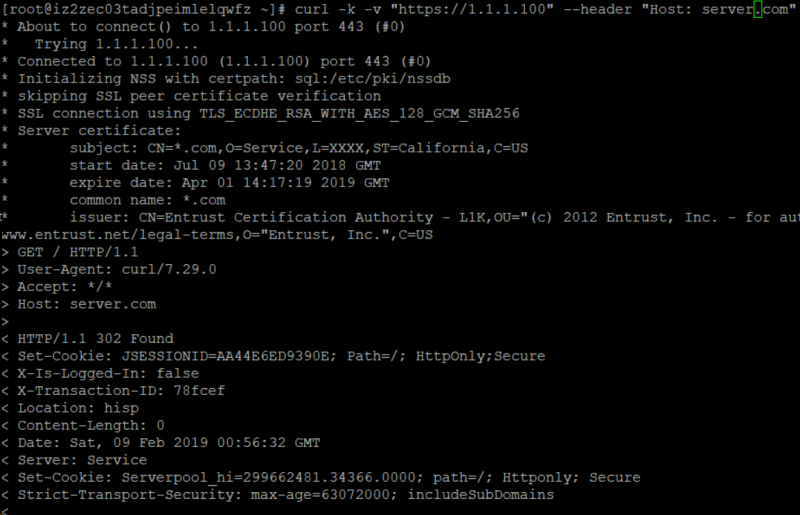 [root@iz2zec03tadjpeimlelqwfz ~]# curl -k -v "https://1.1.1.100" --header "Host: server.com"
* About to connect() to 1.1.1.100 port 443 (#0)
*   Trying 1.1.1.100...
* Connected to 1.1.1.100 (1.1.1.100) port 443 (#0)
* Initializing NSS with certpath: sql:/etc/pki/nssdb
* skipping SSL peer certificate verification
* SSL connection using TLS_ECDHE_RSA_WITH_AES_128_GCM_SHA256
* Server certificate:
*       subject: CN=*.com,O=Service,L=XXXX,ST=California,C=US
*       start date: Jul 09 13:47:20 2018 GMT
*       expire date: Apr 01 14:17:19 2019 GMT
*       common name: *.com
*       issuer: CN=Entrust Certification Authority - L1K,OU="(c) 2012 Entrust, Inc. - for aut
www.entrust.net/legal-terms,O="Entrust, Inc.",C=US
> GET / HTTP/1.1
> User-Agent: curl/7.29.0
> Accept: */*
> Host: server.com
>
< HTTP/1.1 302 Found
< Set-Cookie: JSESSIONID=AA44E6ED9390E; Path=/; HttpOnly;Secure
< X-Is-Logged-In: false
< X-Transaction-ID: 78fcef
< Location: hisp
< Content-Length: 0
< Date: Sat, 09 Feb 2019 00:56:32 GMT
< Server: Service
< Set-Cookie: Serverpool_hi=299662481.34366.0000; path=/; Httponly; Secure
< Strict-Transport-Security: max-age=63072000; includeSubDomains
<